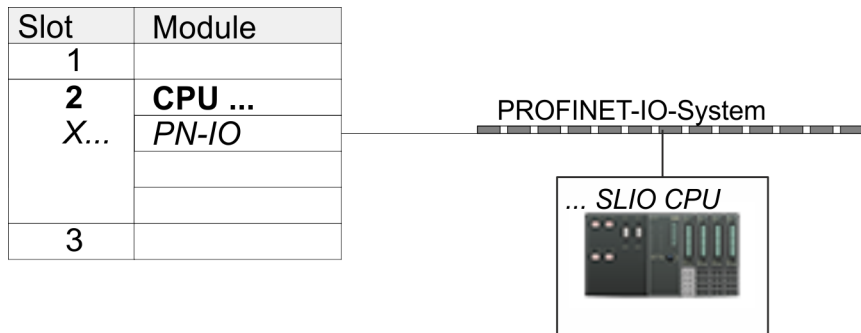 Slot Module
1
2 CPU ...
X... PN-IO
3
PROFINET-IO-System
... SLIO CPU